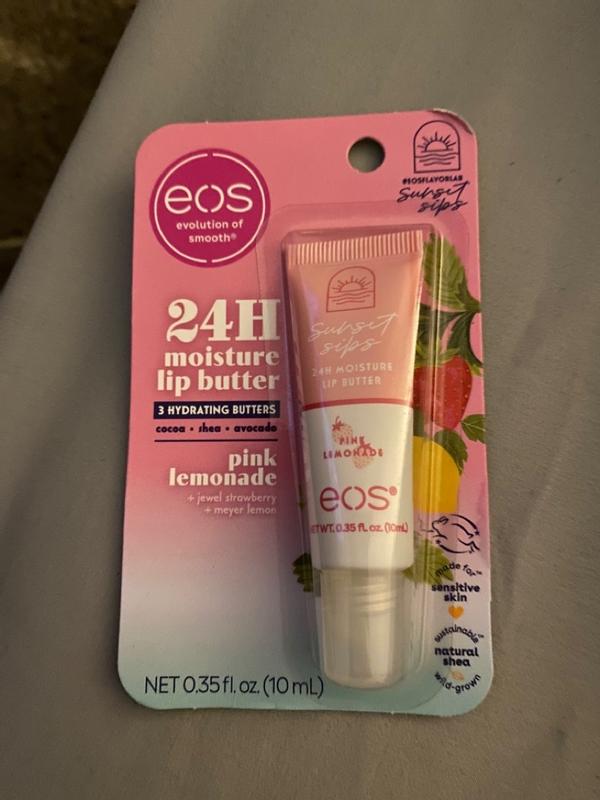 eos
evolution of
smooth®
#EOSFLAVORLAB
sunset
sips
24H
moisture
lip butter
3 HYDRATING BUTTERS
cocoa • shea • avocado
pink
lemonade
+ jewel strawberry
+ meyer lemon
NET 0.35 fl. oz. (10 mL)
sunset
sips
24H MOISTURE
LIP BUTTER
PINK
LEMONADE
eos®
NET WT. 0.35 fl. oz. (10mL)
made for™
sensitive
skin
sustainable™
natural
shea
wild-grown